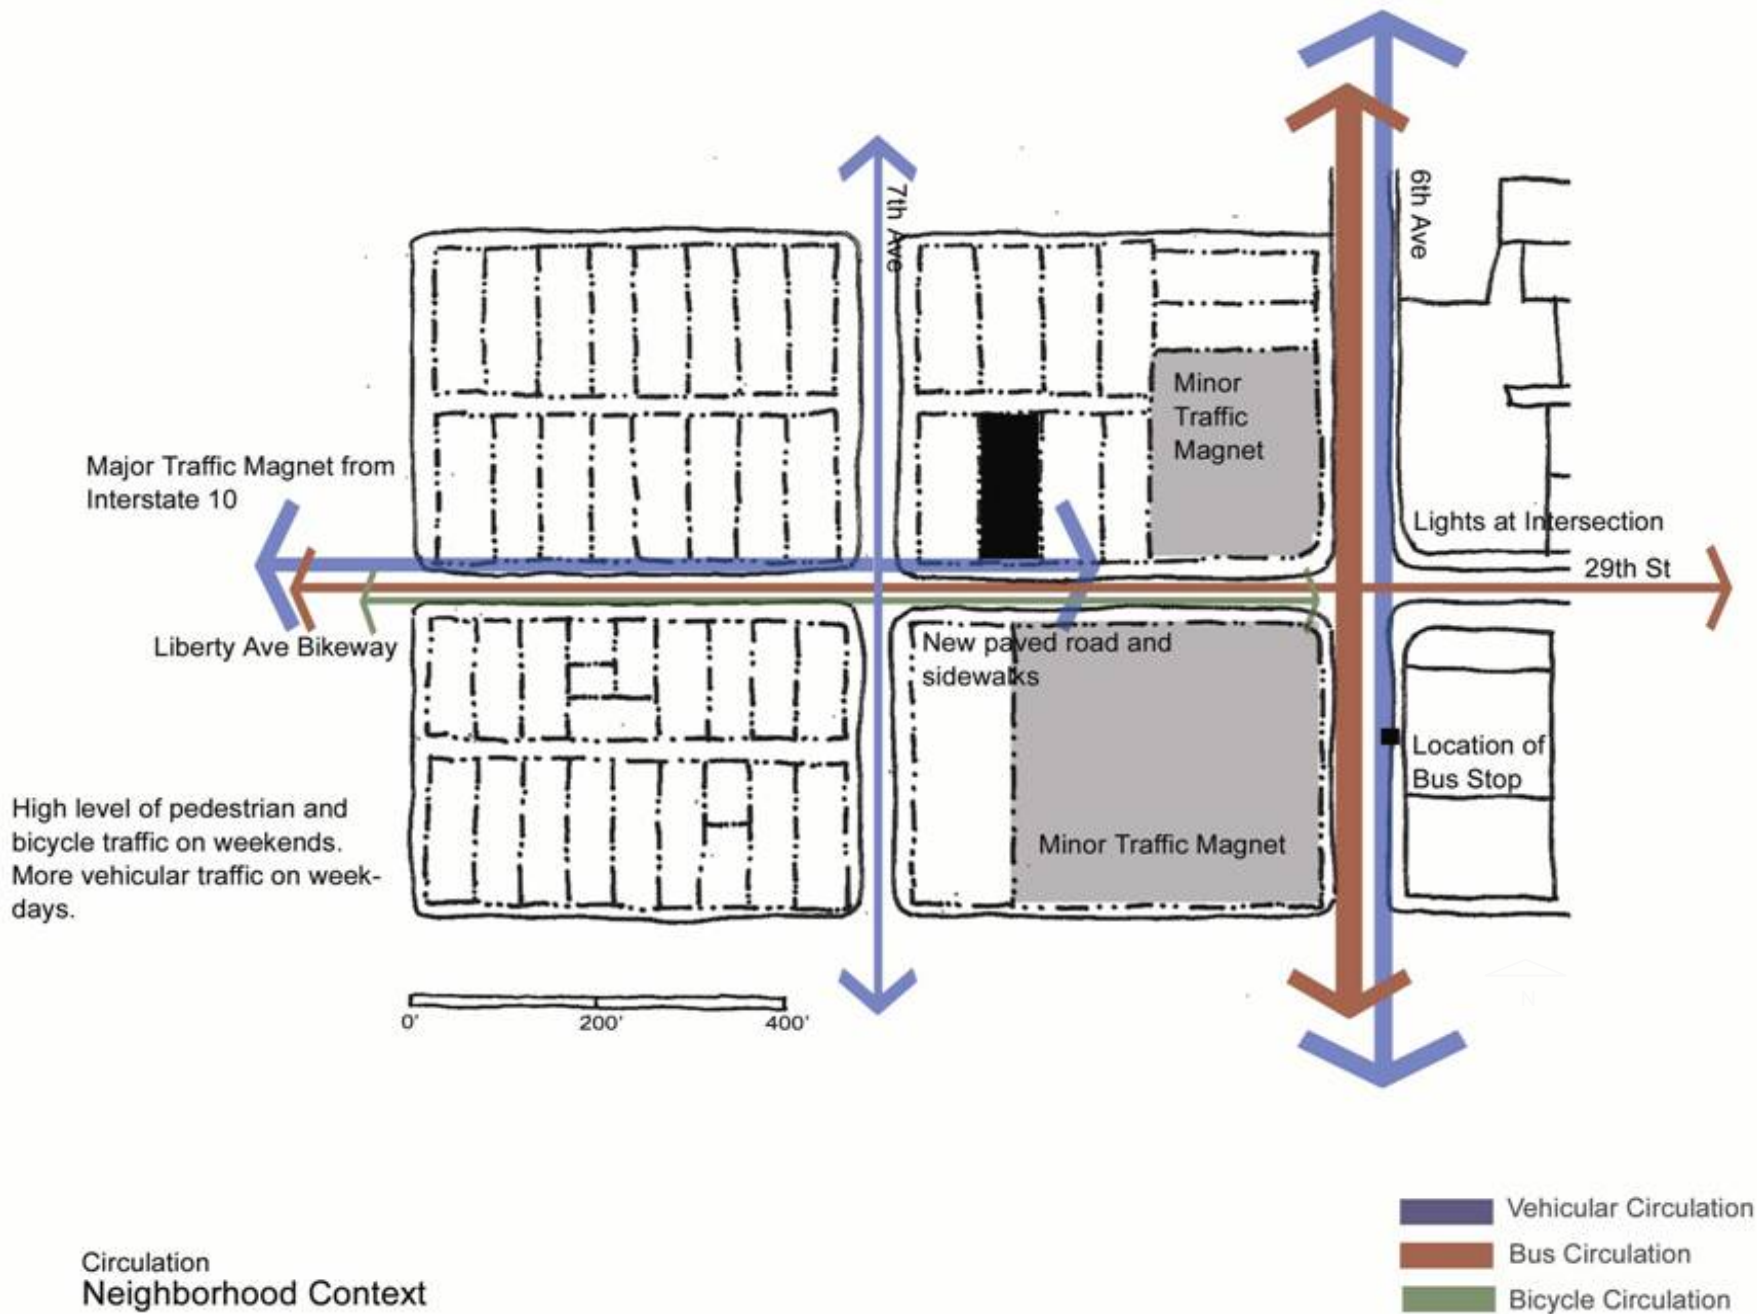 7th Ave
6th Ave
Minor
Traffic
Magnet
Major Traffic Magnet from
Interstate 10
Lights at Intersection
29th St
Liberty Ave Bikeway
New paved road and
sidewalks
Location of
Bus Stop
High level of pedestrian and
bicycle traffic on weekends.
More vehicular traffic on week-
days.
Minor Traffic Magnet
N
0' 200' 400'
Vehicular Circulation
Bus Circulation
Bicycle Circulation
Circulation
Neighborhood Context